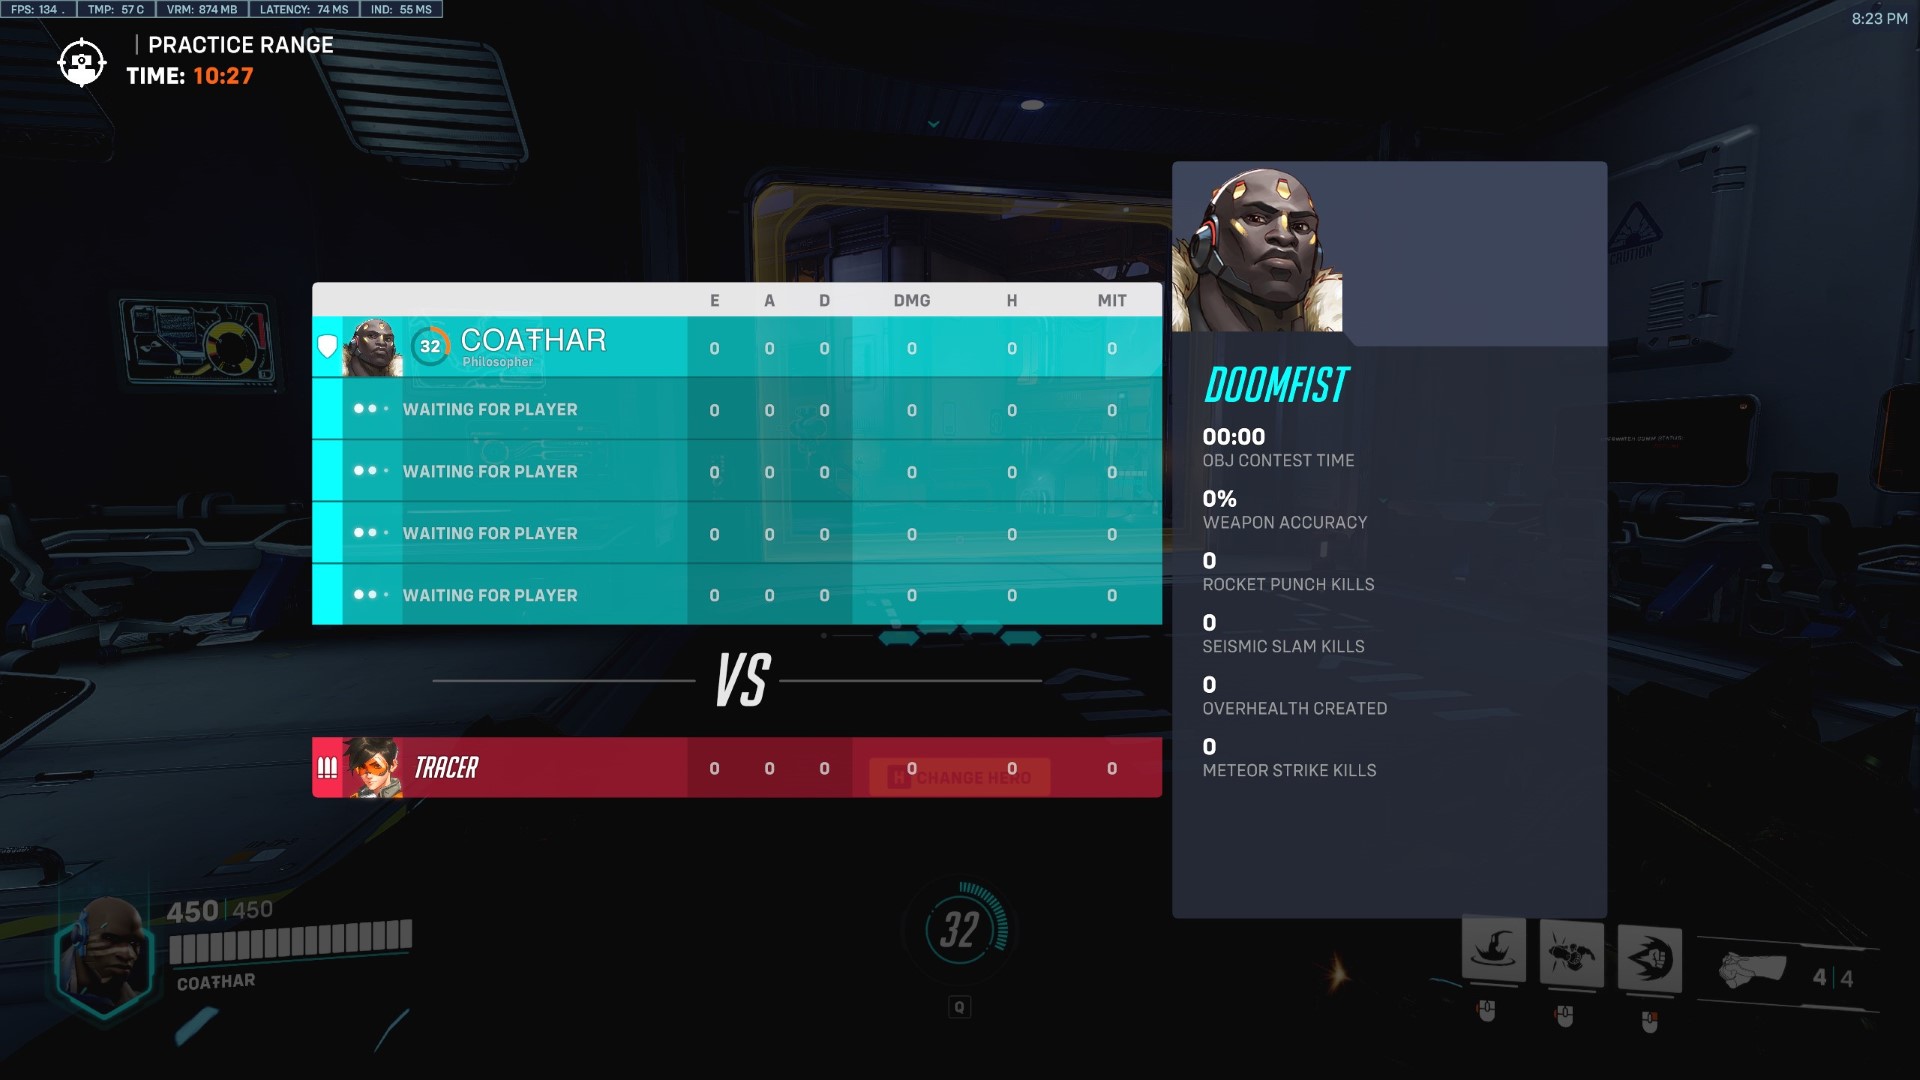 FPS: 134 . TMP: 57 C VRM: 874 MB LATENCY: 74 MS IND: 55 MS
8:23 PM
| PRACTICE RANGE
TIME: 10:27
E A D DMG H MIT
32 COAŦHAR 0 0 0 0 0 0
Philosopher
WAITING FOR PLAYER 0 0 0 0 0 0
WAITING FOR PLAYER 0 0 0 0 0 0
WAITING FOR PLAYER 0 0 0 0 0 0
WAITING FOR PLAYER 0 0 0 0 0 0
VS
TRACER 0 0 0 0 0 0
H CHANGE HERO
DOOMFIST
00:00
OBJ CONTEST TIME
0%
WEAPON ACCURACY
0
ROCKET PUNCH KILLS
0
SEISMIC SLAM KILLS
0
OVERHEALTH CREATED
0
METEOR STRIKE KILLS
CAUTION
450 | 450
COAŦHAR
32
Q
4 | 4